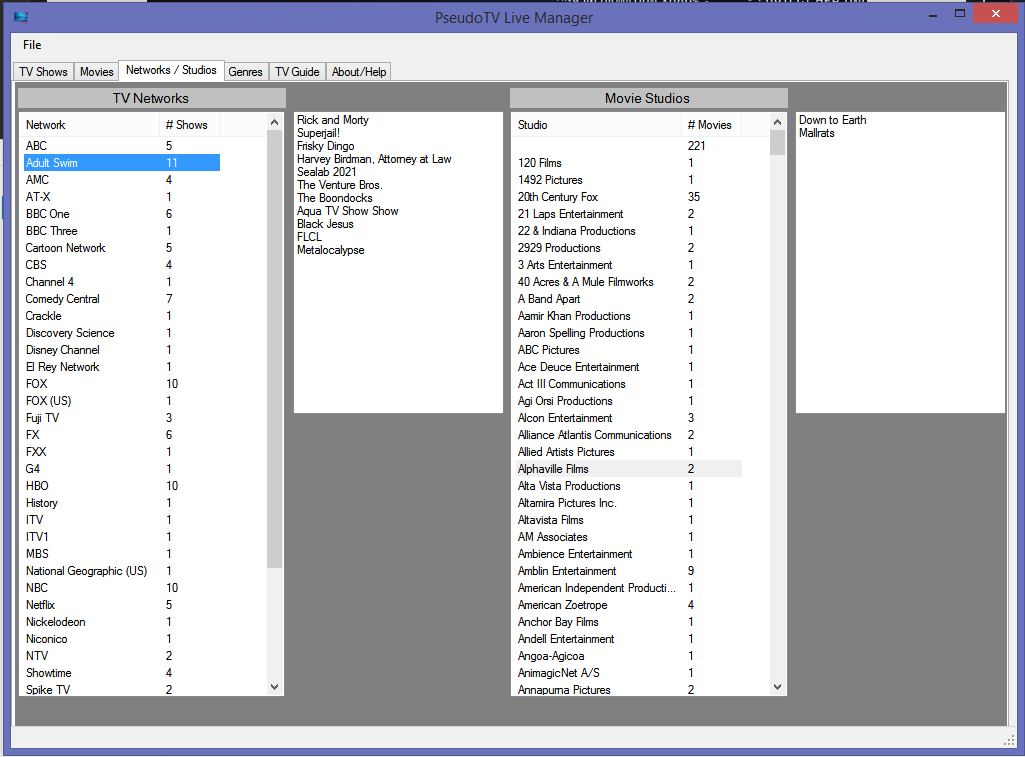 PseudoTV Live Manager
File
TV Shows Movies Networks / Studios Genres TV Guide About/Help
TV Networks
Network # Shows
ABC 5
Adult Swim 11
AMC 4
AT-X 1
BBC One 6
BBC Three 1
Cartoon Network 5
CBS 4
Channel 4 1
Comedy Central 7
Crackle 1
Discovery Science 1
Disney Channel 1
El Rey Network 1
FOX 10
FOX (US) 1
Fuji TV 3
FX 6
FXX 1
G4 1
HBO 10
History 1
ITV 1
ITV1 1
MBS 1
National Geographic (US) 1
NBC 10
Netflix 5
Nickelodeon 1
Niconico 1
NTV 2
Showtime 4
Spike TV 2
Rick and Morty
Superjail!
Frisky Dingo
Harvey Birdman, Attorney at Law
Sealab 2021
The Venture Bros.
The Boondocks
Aqua TV Show Show
Black Jesus
FLCL
Metalocalypse
Movie Studios
Studio # Movies
221
120 Films 1
1492 Pictures 1
20th Century Fox 35
21 Laps Entertainment 2
22 & Indiana Productions 1
2929 Productions 2
3 Arts Entertainment 1
40 Acres & A Mule Filmworks 2
A Band Apart 2
Aamir Khan Productions 1
Aaron Spelling Productions 1
ABC Pictures 1
Ace Deuce Entertainment 1
Act III Communications 1
Agi Orsi Productions 1
Alcon Entertainment 3
Alliance Atlantis Communications 2
Allied Artists Pictures 1
Alphaville Films 2
Alta Vista Productions 1
Altamira Pictures Inc. 1
Altavista Films 1
AM Associates 1
Ambience Entertainment 1
Amblin Entertainment 9
American Independent Producti... 1
American Zoetrope 4
Anchor Bay Films 1
Andell Entertainment 1
Angoa-Agicoa 1
AnimagicNet A/S 1
Annapurna Pictures 2
Down to Earth
Mallrats